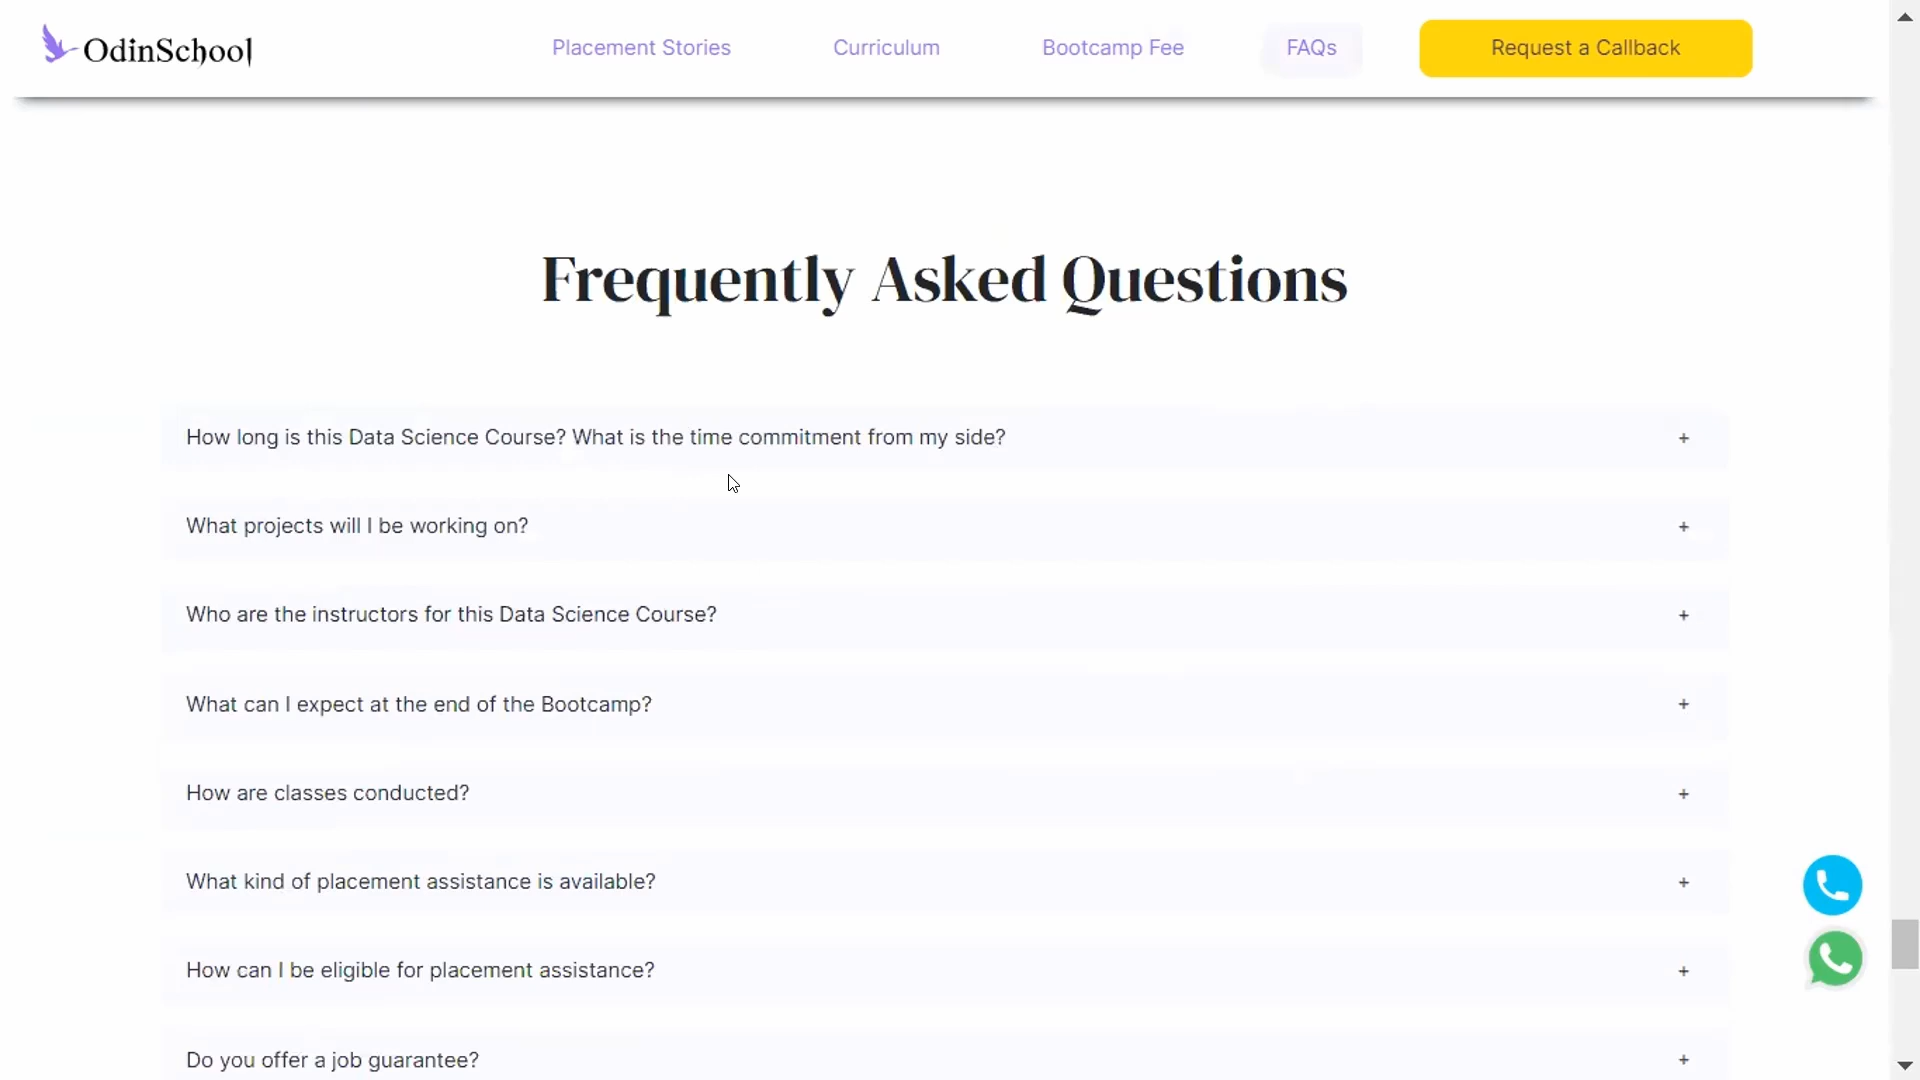 OdinSchool
Placement Stories
Curriculum
Bootcamp Fee
FAQs
Request a Callback
Frequently Asked Questions
How long is this Data Science Course? What is the time commitment from my side? +
What projects will I be working on? +
Who are the instructors for this Data Science Course? +
What can I expect at the end of the Bootcamp? +
How are classes conducted? +
What kind of placement assistance is available? +
How can I be eligible for placement assistance? +
Do you offer a job guarantee? +